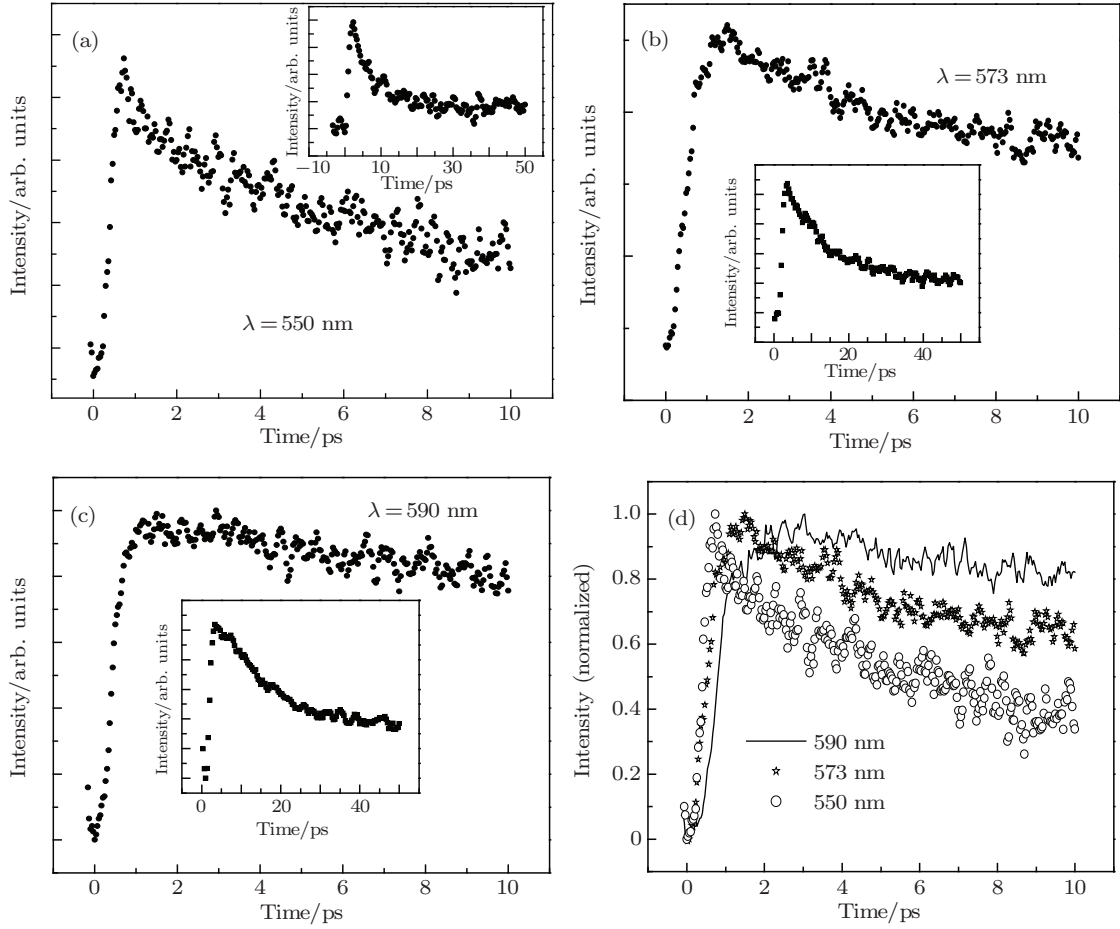 (a)
Intensity/arb. units
λ=550 nm
0 2 4 6 8 10
Time/ps
Intensity/arb. units
−10 10 30 50
Time/ps
(b)
Intensity/arb. units
λ=573 nm
0 2 4 6 8 10
Time/ps
Intensity/arb. units
0 20 40
Time/ps
(c)
Intensity/arb. units
λ=590 nm
0 2 4 6 8 10
Time/ps
Intensity/arb. units
0 20 40
Time/ps
(d)
Intensity (normalized)
1.0
0.8
0.6
0.4
0.2
0
590 nm
573 nm
550 nm
0 2 4 6 8 10
Time/ps